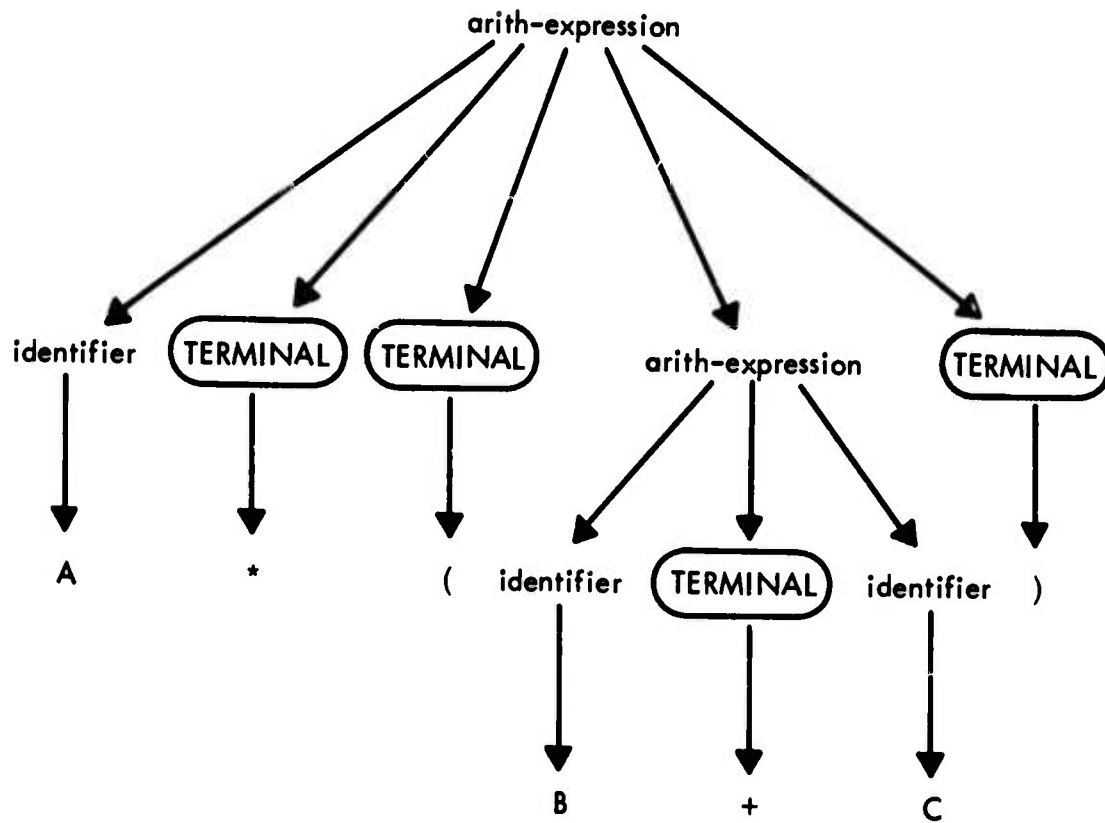 arith-expression
identifier TERMINAL TERMINAL arith-expression TERMINAL
A * ( identifier TERMINAL identifier )
B + C